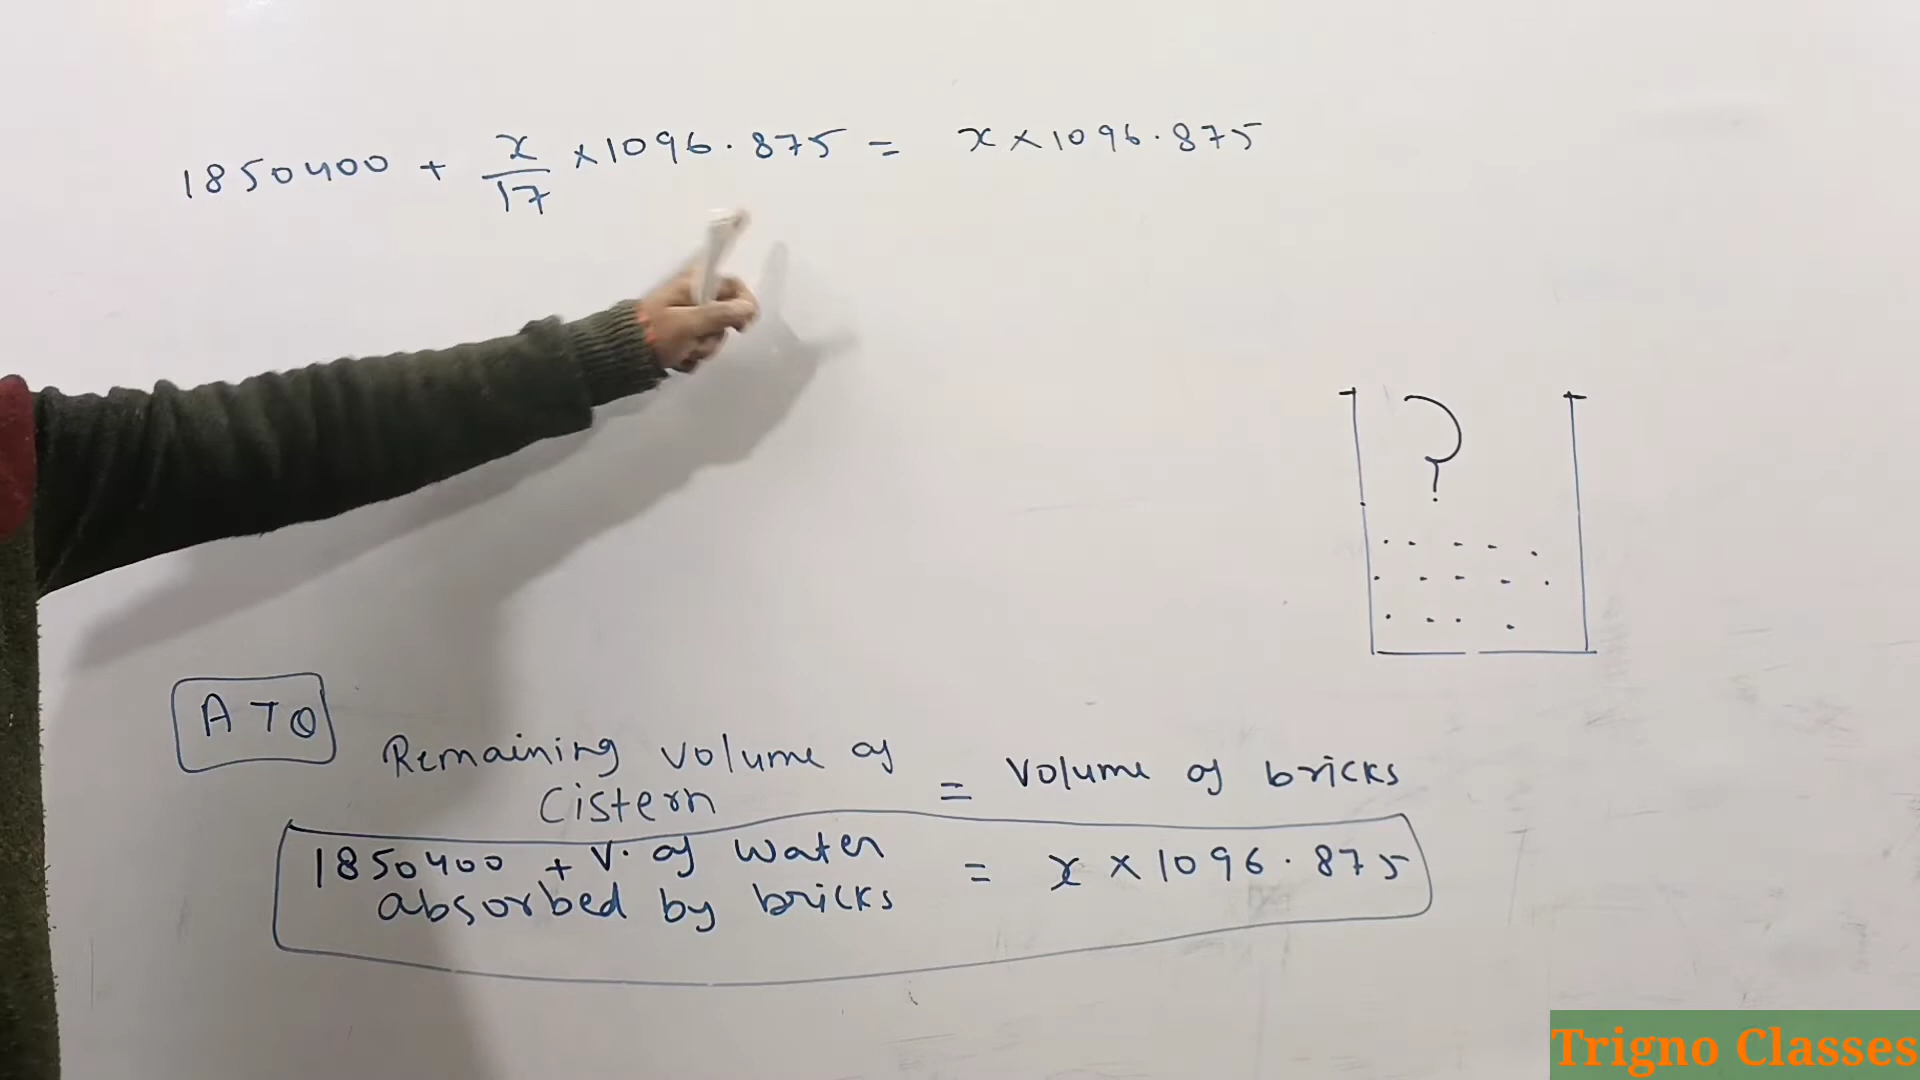 1850400 + x/17 × 1096.875 = x × 1096.875
?
ATQ
Remaining volume of Cistern = Volume of bricks
1850400 + V. of water absorbed by bricks = x × 1096.875
Trigno Classes